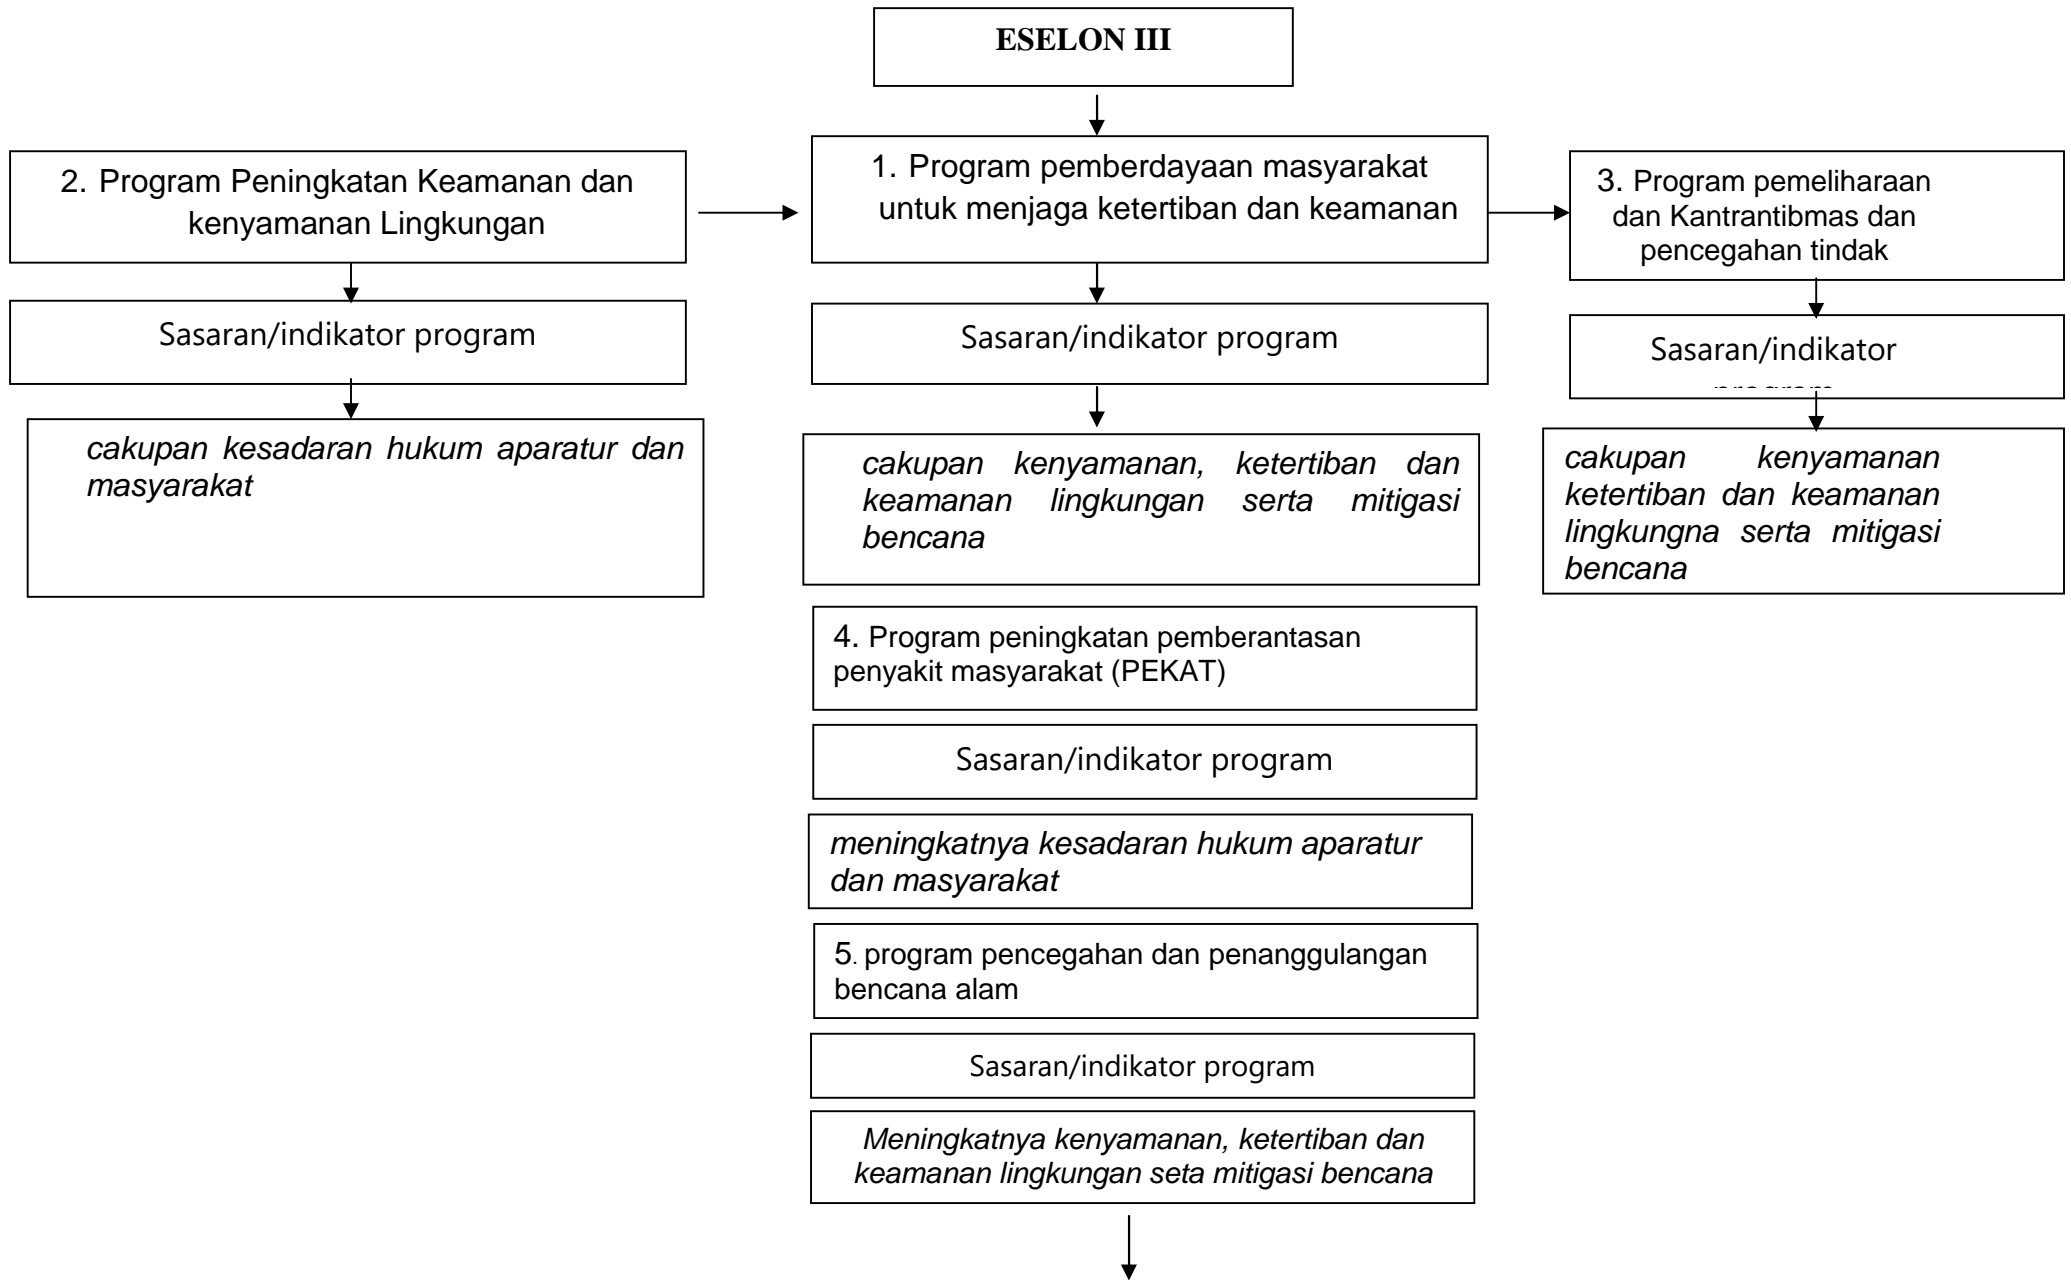 ESELON III
2. Program Peningkatan Keamanan dan
kenyamanan Lingkungan
Sasaran/indikator program
cakupan kesadaran hukum aparatur dan
masyarakat
1. Program pemberdayaan masyarakat
untuk menjaga ketertiban dan keamanan
Sasaran/indikator program
cakupan kenyamanan, ketertiban dan
keamanan lingkungan serta mitigasi
bencana
3. Program pemeliharaan
dan Kantrantibmas dan
pencegahan tindak
Sasaran/indikator
cakupan kenyamanan
ketertiban dan keamanan
lingkungna serta mitigasi
bencana
4. Program peningkatan pemberantasan
penyakit masyarakat (PEKAT)
Sasaran/indikator program
meningkatnya kesadaran hukum aparatur
dan masyarakat
5. program pencegahan dan penanggulangan
bencana alam
Sasaran/indikator program
Meningkatnya kenyamanan, ketertiban dan
keamanan lingkungan seta mitigasi bencana